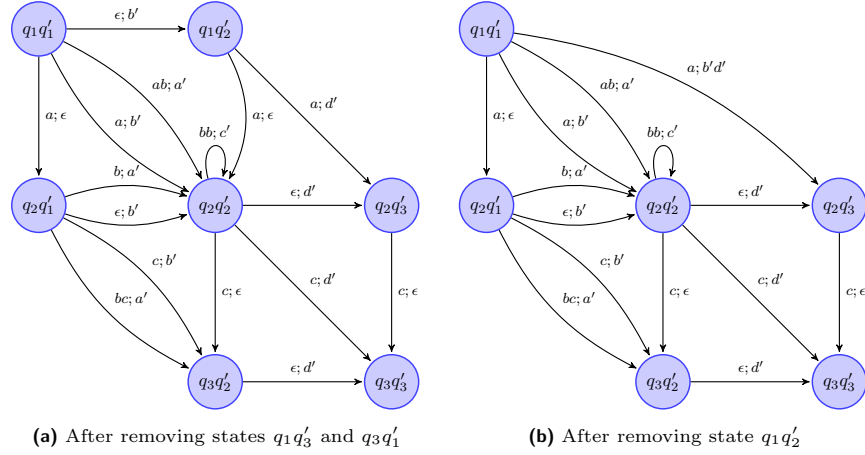 q₁q′₁ ϵ; b′ q₁q′₂
ab; a′
a; ϵ a; b′ a; ϵ a; d′
bb; c′
b; a′
q₂q′₁ ϵ; b′ q₂q′₂ ϵ; d′ q₂q′₃
c; b′
bc; a′ c; ϵ c; d′ c; ϵ
q₃q′₂ ϵ; d′ q₃q′₃
(a) After removing states q₁q′₃ and q₃q′₁
q₁q′₁
a; b′d′
ab; a′
a; ϵ a; b′
bb; c′
b; a′
q₂q′₁ ϵ; b′ q₂q′₂ ϵ; d′ q₂q′₃
c; b′
bc; a′ c; ϵ c; d′ c; ϵ
q₃q′₂ ϵ; d′ q₃q′₃
(b) After removing state q₁q′₂